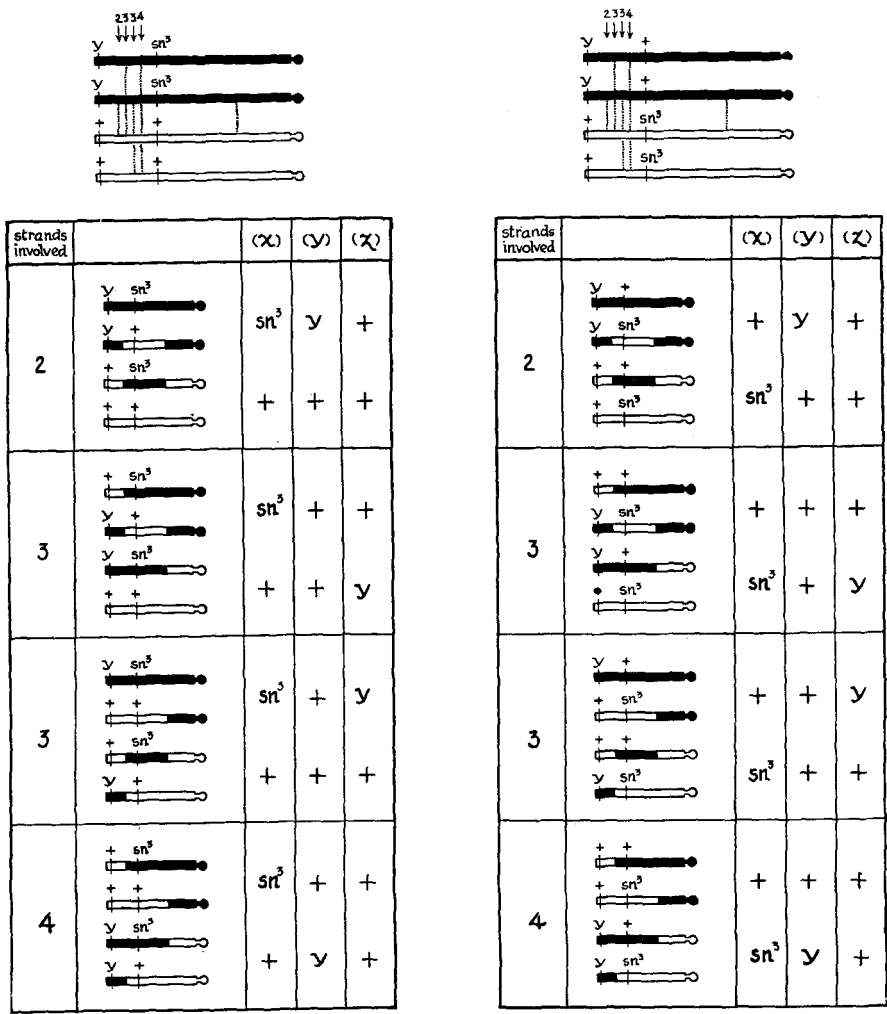 2334
y sn³
y sn³
+ +
+ +
2334
y +
y +
+ sn³
+ sn³
strands involved (x) (y) (z)
2
y sn³
y +
+ sn³
+ +
sn³ y +
+ + +
3
+ sn³
y +
y sn³
+ +
sn³ + +
+ + y
3
y sn³
+ +
+ sn³
y +
sn³ + y
+ + +
4
+ sn³
+ +
y sn³
y +
sn³ + +
+ y +
strands involved (x) (y) (z)
2
y +
y sn³
+ +
+ sn³
+ y +
sn³ + +
3
+ +
y sn³
y +
sn³
+ + +
sn³ + y
3
y +
+ sn³
+ +
y sn³
+ + y
sn³ + +
4
+ +
+ sn³
y +
y sn³
+ + +
sn³ y +